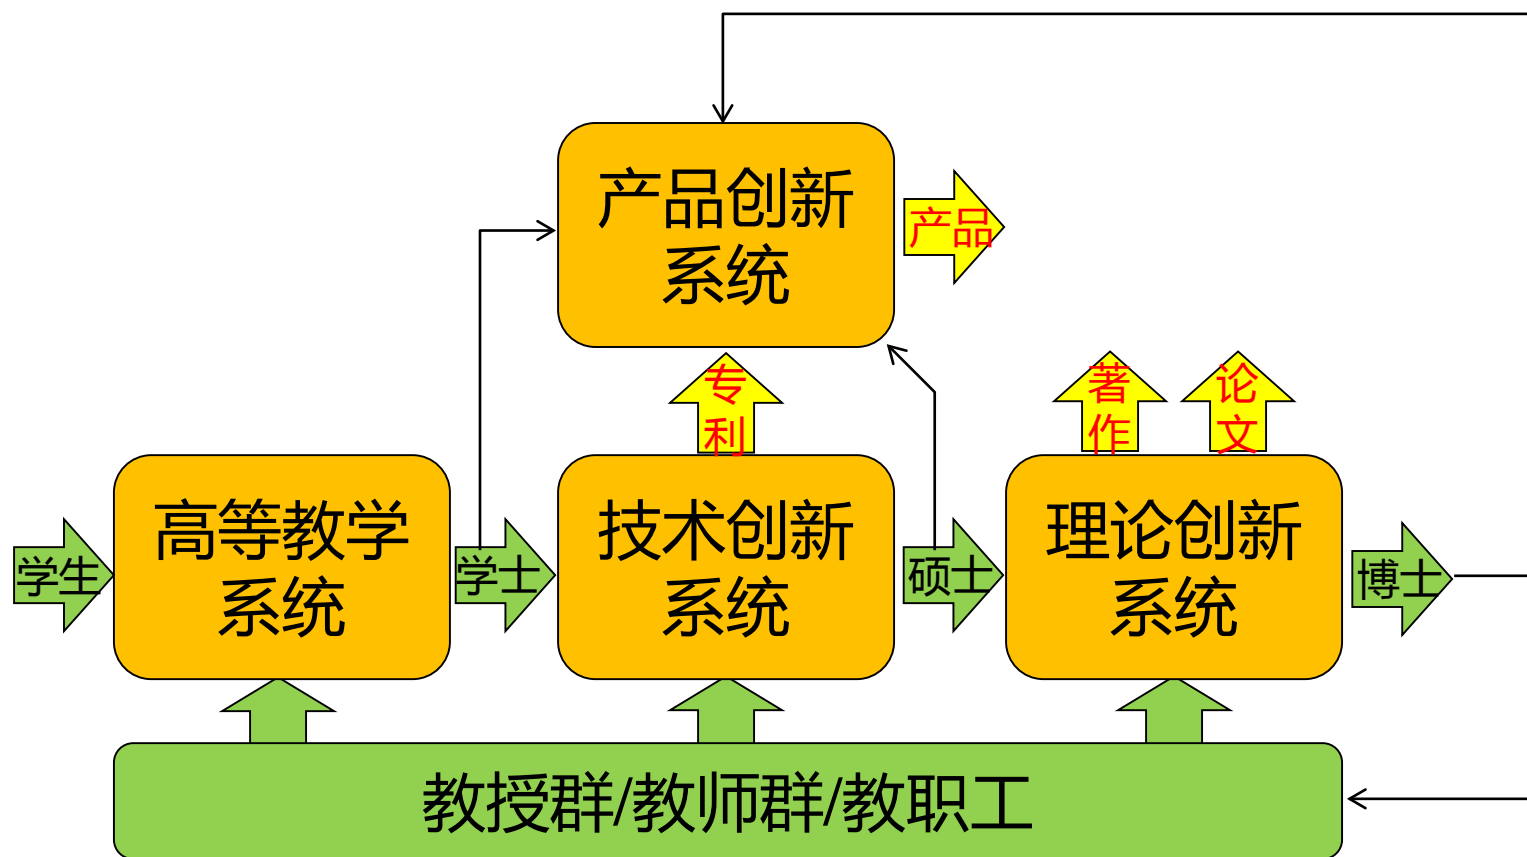 产品创新
系统
产品
专
利
著
作
论
文
学生
高等教学
系统
学士
技术创新
系统
硕士
理论创新
系统
博士
教授群/教师群/教职工